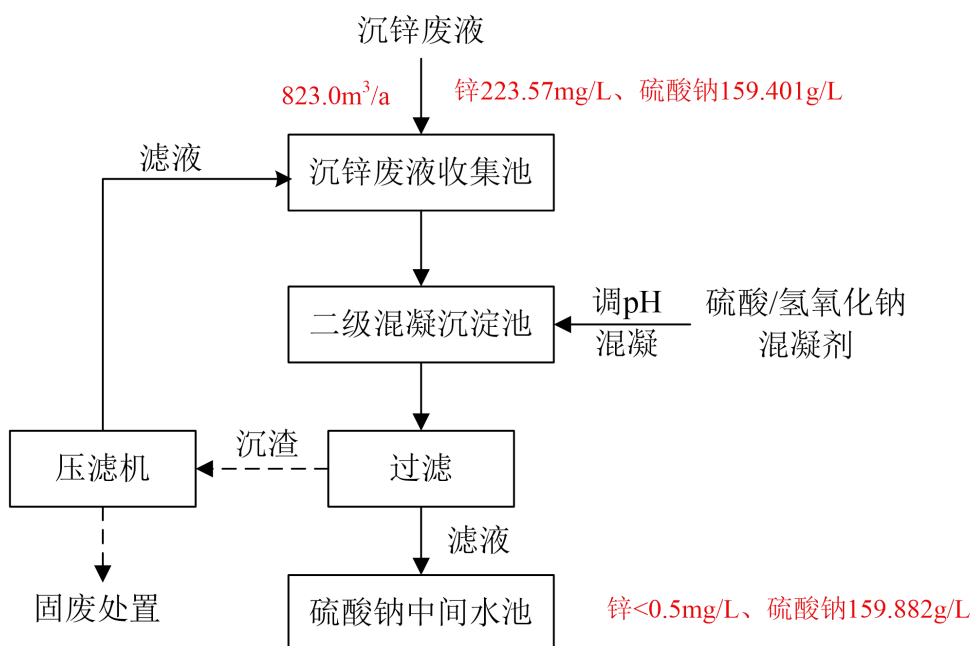 沉锌废液
823.0m³/a
锌223.57mg/L、硫酸钠159.401g/L
滤液
沉锌废液收集池
二级混凝沉淀池
调pH
混凝
硫酸/氢氧化钠
混凝剂
压滤机
沉渣
过滤
滤液
固废处置
硫酸钠中间水池
锌<0.5mg/L、硫酸钠159.882g/L